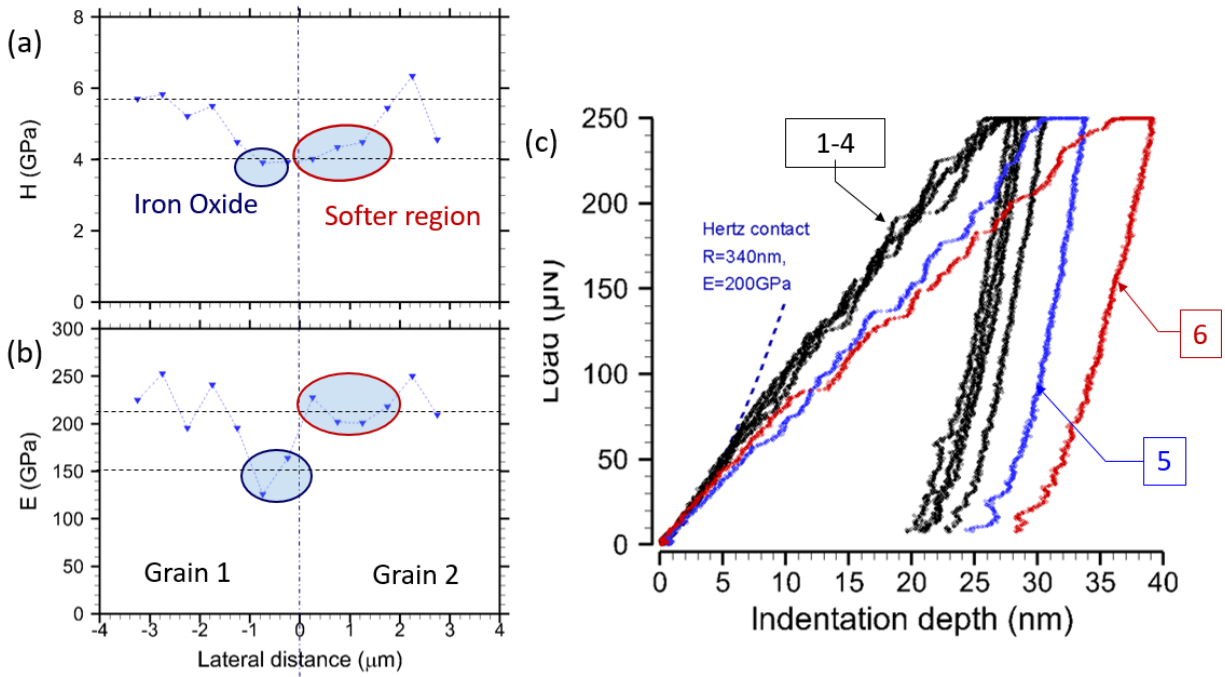 (a)
8
6
4
2
0
H (GPa)
Iron Oxide
Softer region
(b)
300
250
200
150
100
50
0
E (GPa)
Grain 1
Grain 2
-4 -3 -2 -1 0 1 2 3 4
Lateral distance (μm)
(c)
250
200
150
100
50
0
Load (μN)
1-4
Hertz contact
R=340nm,
E=200GPa
6
5
0 5 10 15 20 25 30 35 40
Indentation depth (nm)